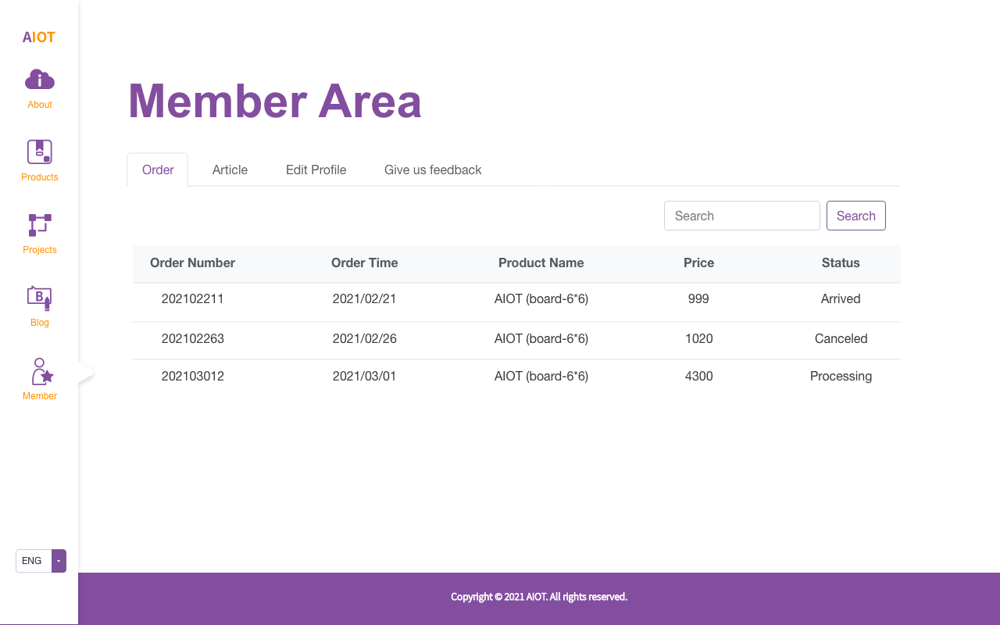 AIOT
About
Products
Projects
B
Blog
Member
ENG
Member Area
Order Article Edit Profile Give us feedback
Search Search
Order Number Order Time Product Name Price Status
202102211 2021/02/21 AIOT (board-6*6) 999 Arrived
202102263 2021/02/26 AIOT (board-6*6) 1020 Canceled
202103012 2021/03/01 AIOT (board-6*6) 4300 Processing
Copyright © 2021 AIOT. All rights reserved.